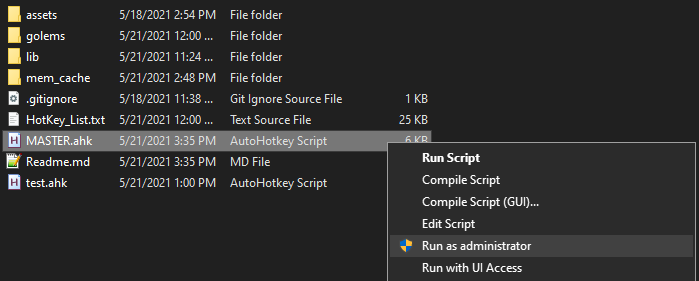 assets 5/18/2021 2:54 PM File folder
golems 5/21/2021 12:00 ... File folder
lib 5/21/2021 11:24 ... File folder
mem_cache 5/21/2021 2:48 PM File folder
.gitignore 5/18/2021 11:38 ... Git Ignore Source File 1 KB
HotKey_List.txt 5/21/2021 12:00 ... Text Source File 25 KB
MASTER.ahk 5/21/2021 3:35 PM AutoHotkey Script 6 KB
Readme.md 5/21/2021 3:35 PM MD File
test.ahk 5/21/2021 1:00 PM AutoHotkey Script
Run Script
Compile Script
Compile Script (GUI)...
Edit Script
Run as administrator
Run with UI Access